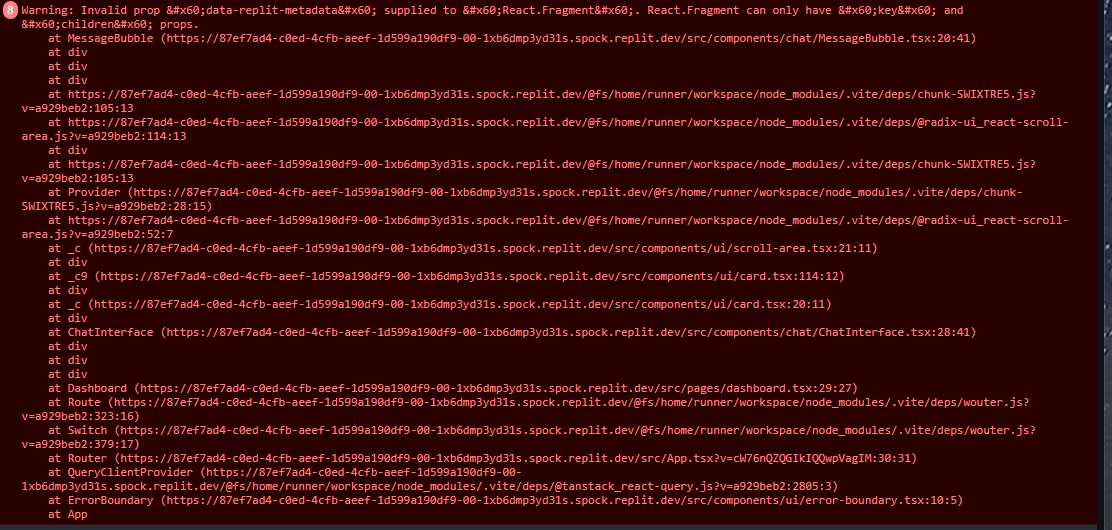 8 Warning: Invalid prop &#x60;data-replit-metadata&#x60; supplied to &#x60;React.Fragment&#x60;. React.Fragment can only have &#x60;key&#x60; and
&#x60;children&#x60; props.
at MessageBubble (https://87ef7ad4-c0ed-4cfb-aeef-1d599a190df9-00-1xb6dmp3yd31s.spock.replit.dev/src/components/chat/MessageBubble.tsx:20:41)
at div
at div
at div
at https://87ef7ad4-c0ed-4cfb-aeef-1d599a190df9-00-1xb6dmp3yd31s.spock.replit.dev/@fs/home/runner/workspace/node_modules/.vite/deps/chunk-SWIXTRE5.js?
v=a929beb2:105:13
at https://87ef7ad4-c0ed-4cfb-aeef-1d599a190df9-00-1xb6dmp3yd31s.spock.replit.dev/@fs/home/runner/workspace/node_modules/.vite/deps/@radix-ui_react-scroll-
area.js?v=a929beb2:114:13
at div
at https://87ef7ad4-c0ed-4cfb-aeef-1d599a190df9-00-1xb6dmp3yd31s.spock.replit.dev/@fs/home/runner/workspace/node_modules/.vite/deps/chunk-SWIXTRE5.js?
v=a929beb2:105:13
at Provider (https://87ef7ad4-c0ed-4cfb-aeef-1d599a190df9-00-1xb6dmp3yd31s.spock.replit.dev/@fs/home/runner/workspace/node_modules/.vite/deps/chunk-
SWIXTRE5.js?v=a929beb2:28:15)
at https://87ef7ad4-c0ed-4cfb-aeef-1d599a190df9-00-1xb6dmp3yd31s.spock.replit.dev/@fs/home/runner/workspace/node_modules/.vite/deps/@radix-ui_react-scroll-
area.js?v=a929beb2:52:7
at _c (https://87ef7ad4-c0ed-4cfb-aeef-1d599a190df9-00-1xb6dmp3yd31s.spock.replit.dev/src/components/ui/scroll-area.tsx:21:11)
at div
at _c9 (https://87ef7ad4-c0ed-4cfb-aeef-1d599a190df9-00-1xb6dmp3yd31s.spock.replit.dev/src/components/ui/card.tsx:114:12)
at div
at _c (https://87ef7ad4-c0ed-4cfb-aeef-1d599a190df9-00-1xb6dmp3yd31s.spock.replit.dev/src/components/ui/card.tsx:20:11)
at div
at ChatInterface (https://87ef7ad4-c0ed-4cfb-aeef-1d599a190df9-00-1xb6dmp3yd31s.spock.replit.dev/src/components/chat/ChatInterface.tsx:28:41)
at div
at div
at div
at Dashboard (https://87ef7ad4-c0ed-4cfb-aeef-1d599a190df9-00-1xb6dmp3yd31s.spock.replit.dev/src/pages/dashboard.tsx:29:27)
at Route (https://87ef7ad4-c0ed-4cfb-aeef-1d599a190df9-00-1xb6dmp3yd31s.spock.replit.dev/@fs/home/runner/workspace/node_modules/.vite/deps/wouter.js?
v=a929beb2:323:16)
at Switch (https://87ef7ad4-c0ed-4cfb-aeef-1d599a190df9-00-1xb6dmp3yd31s.spock.replit.dev/@fs/home/runner/workspace/node_modules/.vite/deps/wouter.js?
v=a929beb2:379:17)
at Router (https://87ef7ad4-c0ed-4cfb-aeef-1d599a190df9-00-1xb6dmp3yd31s.spock.replit.dev/src/App.tsx?v=cW76nQZQGIkIQQwpVagIM:30:31)
at QueryClientProvider (https://87ef7ad4-c0ed-4cfb-aeef-1d599a190df9-00-
1xb6dmp3yd31s.spock.replit.dev/@fs/home/runner/workspace/node_modules/.vite/deps/@tanstack_react-query.js?v=a929beb2:2805:3)
at ErrorBoundary (https://87ef7ad4-c0ed-4cfb-aeef-1d599a190df9-00-1xb6dmp3yd31s.spock.replit.dev/src/components/ui/error-boundary.tsx:10:5)
at App